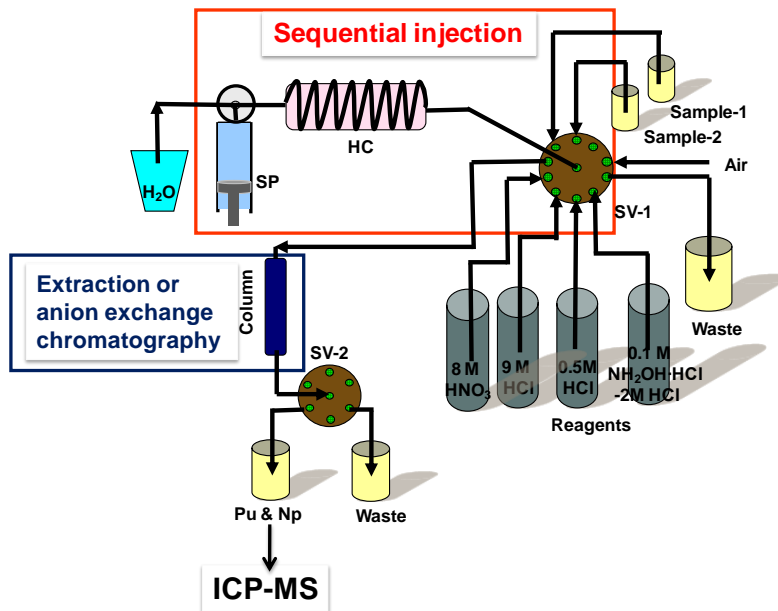 Sequential injection
Sample-1
Sample-2
HC
Air
SP
H₂O
SV-1
Extraction or
anion exchange
chromatography
Column
Waste
SV-2
8 M
HNO₃
9 M
HCl
0.5M
HCl
0.1 M
NH₂OH·HCl
-2M HCl
Reagents
Pu & Np
Waste
ICP-MS